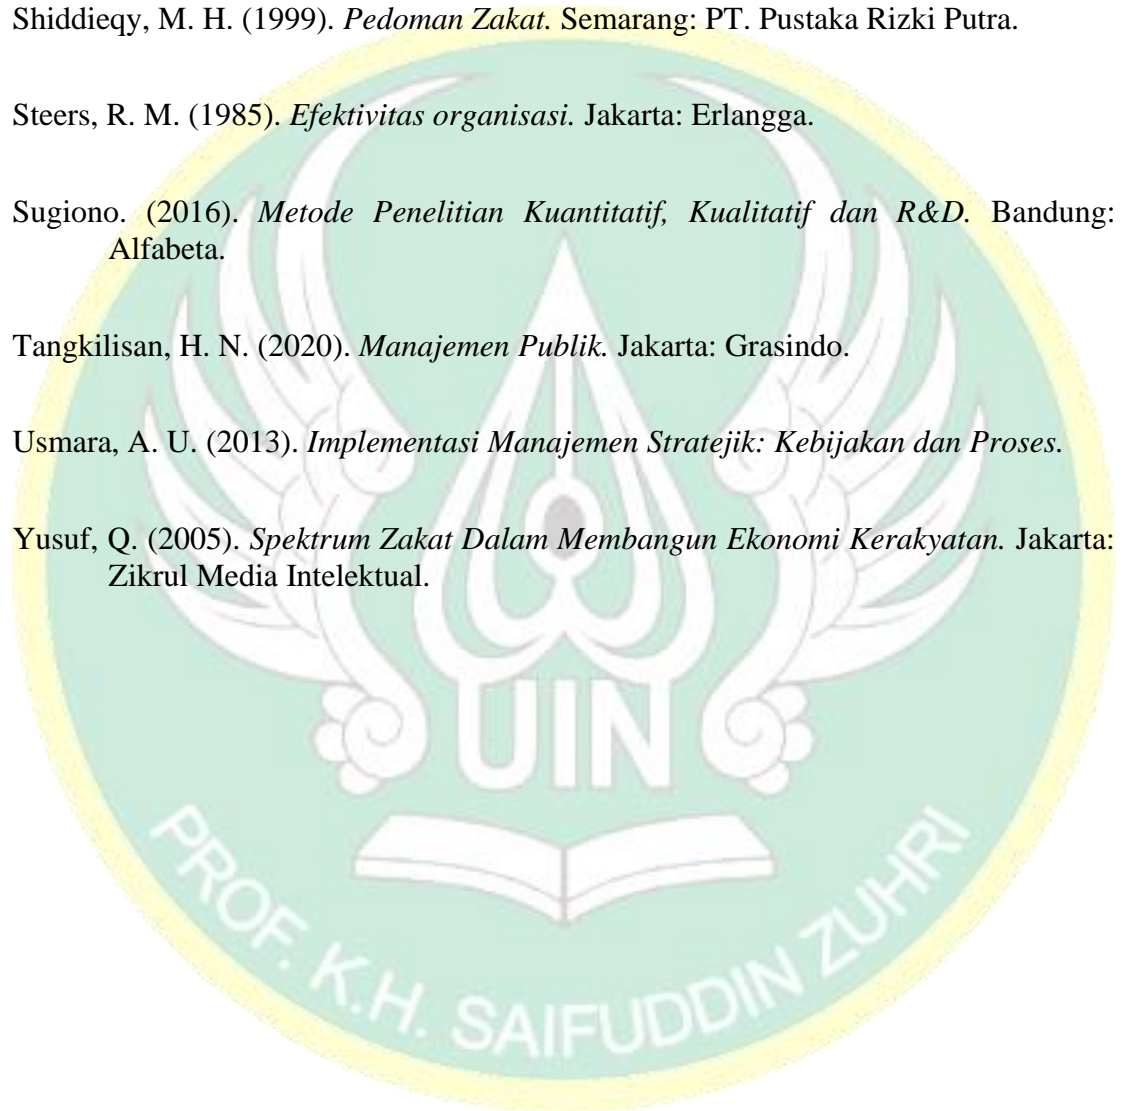 Shiddieqy, M. H. (1999). Pedoman Zakat. Semarang: PT. Pustaka Rizki Putra.
Steers, R. M. (1985). Efektivitas organisasi. Jakarta: Erlangga.
Sugiono. (2016). Metode Penelitian Kuantitatif, Kualitatif dan R&D. Bandung:
Alfabeta.
Tangkilisan, H. N. (2020). Manajemen Publik. Jakarta: Grasindo.
Usmara, A. U. (2013). Implementasi Manajemen Stratejik: Kebijakan dan Proses.
Yusuf, Q. (2005). Spektrum Zakat Dalam Membangun Ekonomi Kerakyatan. Jakarta:
Zikrul Media Intelektual.
UIN
PROF. K.H. SAIFUDDIN ZUHRI